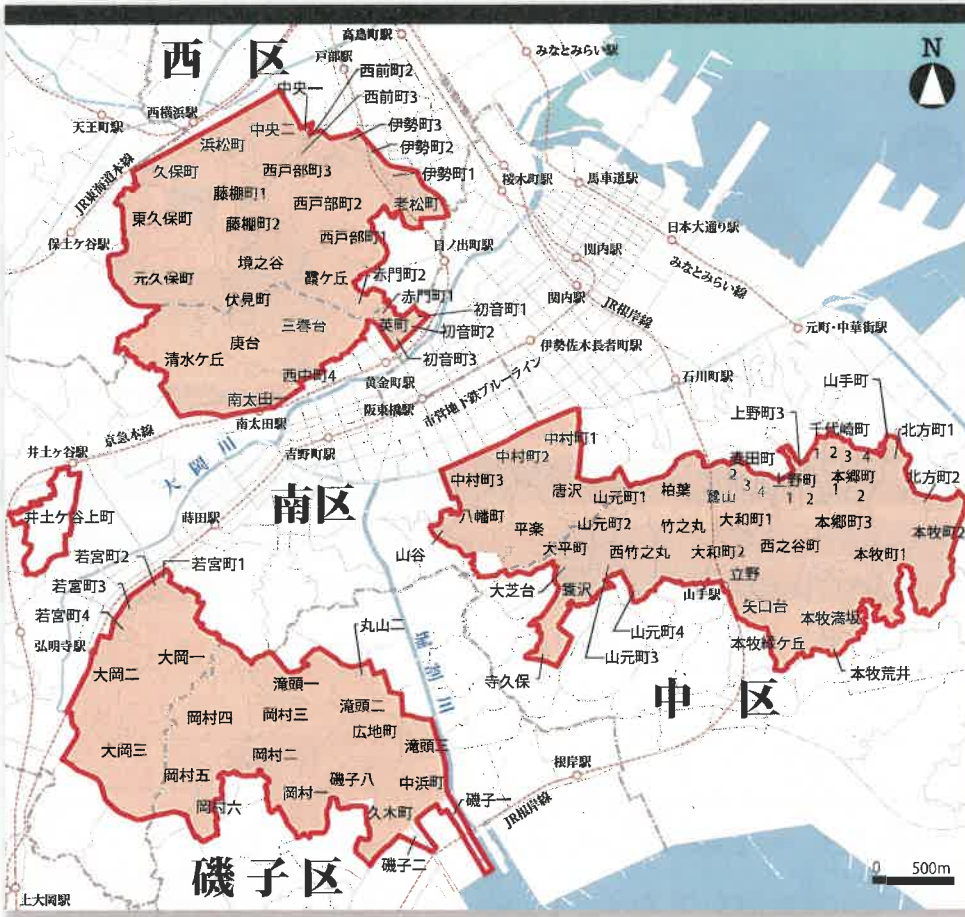 西 区
高島町駅
戸部駅
みなとみらい駅
N
西前町2
西前町3
中央一
西横浜駅
天王町駅
中央二
伊勢町3
浜松町
伊勢町2
久保町
西戸部町3
伊勢町1
桜木町駅
馬車道駅
JR東海道本線
藤棚町1
西戸部町2
老松町
東久保町
藤棚町2
西戸部町1
日本大通り駅
保土ケ谷駅
日ノ出町駅
関内駅
みなとみらい線
境之谷
元久保町
霞ケ丘
赤門町2
関内駅
伏見町
赤門町1
JR根岸線
初音町1
三春台
英町
初音町2
元町・中華街駅
庚台
伊勢佐木長者町駅
清水ケ丘
初音町3
西中町4
黄金町駅
石川町駅
山手町
南太田一
阪東橋駅
市営地下鉄ブルーライン
上野町3
南太田駅
千代崎町
北方町1
京急本線
吉野町駅
中村町1
井土ヶ谷駅
大岡川
中村町2
麦田町
1 2 3 4
2 3 4
上野町
1 2
本郷町
1 2
北方町2
中村町3
唐沢
山元町1
柏葉
鷺山
南区
井土ケ谷上町
蒔田駅
八幡町
平楽
山元町2
竹之丸
大和町1
本郷町3
本牧町2
山谷
大平町
西竹之丸
大和町2
西之谷町
本牧町1
若宮町2
若宮町1
大芝台
簑沢
山手駅
立野
若宮町3
矢口台
本牧満坂
若宮町4
丸山二
山元町4
弘明寺駅
山元町3
本牧緑ケ丘
大岡一
堀割川
寺久保
本牧荒井
大岡二
滝頭一
中 区
岡村四
岡村三
滝頭二
広地町
大岡三
滝頭三
岡村二
根岸駅
岡村五
磯子八
中浜町
岡村一
磯子一
岡村六
久木町
JR根岸線
磯子区
磯子二
0 500m
上大岡駅